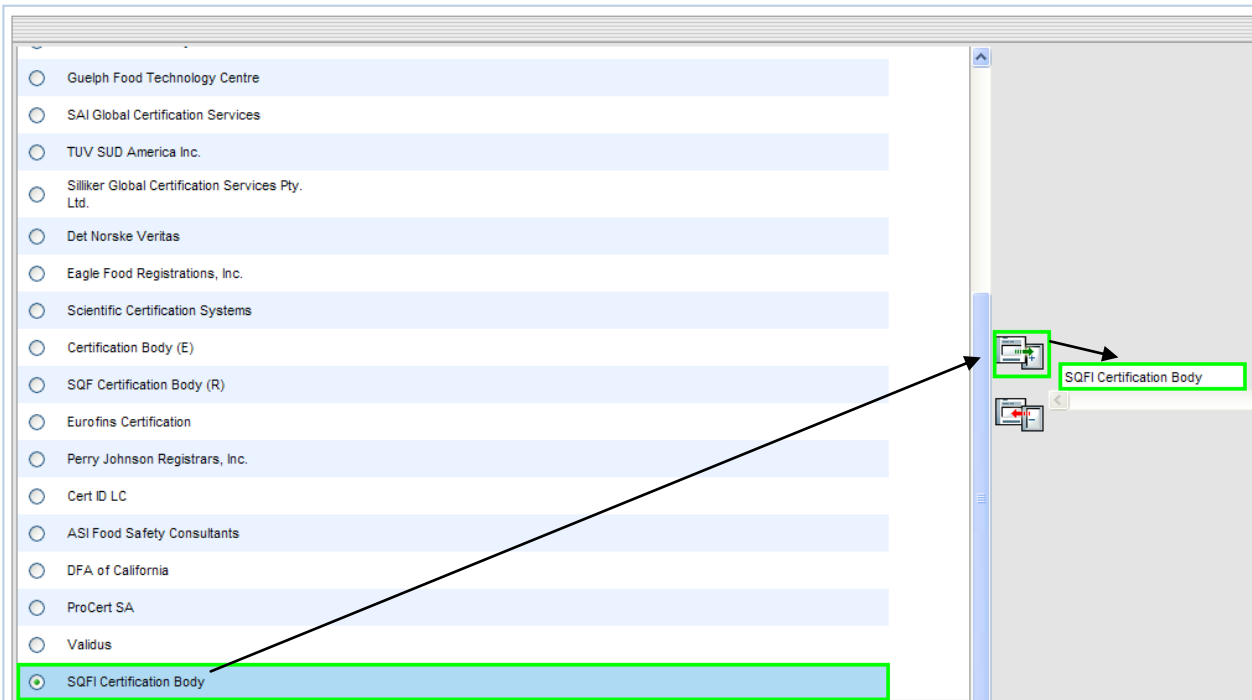 Guelph Food Technology Centre
SAI Global Certification Services
TUV SUD America Inc.
Silliker Global Certification Services Pty.
Ltd.
Det Norske Veritas
Eagle Food Registrations, Inc.
Scientific Certification Systems
Certification Body (E)
SQFI Certification Body
SQF Certification Body (R)
Eurofins Certification
Perry Johnson Registrars, Inc.
Cert ID LC
ASI Food Safety Consultants
DFA of California
ProCert SA
Validus
SQFI Certification Body